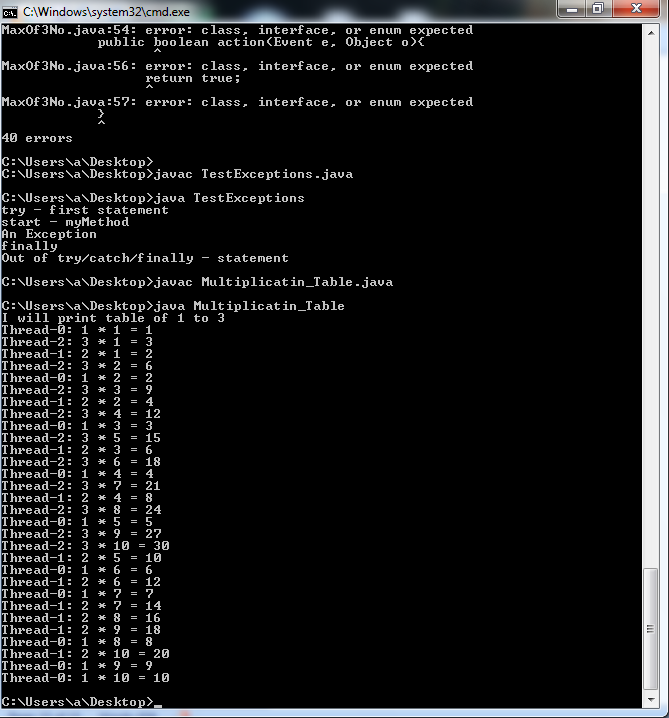 C:\Windows\system32\cmd.exe
MaxOf3No.java:54: error: class, interface, or enum expected
            public boolean action(Event e, Object o){
                   ^
MaxOf3No.java:56: error: class, interface, or enum expected
                  return true;
                  ^
MaxOf3No.java:57: error: class, interface, or enum expected
            }
            ^
40 errors
C:\Users\a\Desktop>
C:\Users\a\Desktop>javac TestExceptions.java
C:\Users\a\Desktop>java TestExceptions
try - first statement
start - myMethod
An Exception
finally
Out of try/catch/finally - statement
C:\Users\a\Desktop>javac Multiplicatin_Table.java
C:\Users\a\Desktop>java Multiplicatin_Table
I will print table of 1 to 3
Thread-0: 1 * 1 = 1
Thread-2: 3 * 1 = 3
Thread-1: 2 * 1 = 2
Thread-2: 3 * 2 = 6
Thread-0: 1 * 2 = 2
Thread-2: 3 * 3 = 9
Thread-1: 2 * 2 = 4
Thread-2: 3 * 4 = 12
Thread-0: 1 * 3 = 3
Thread-2: 3 * 5 = 15
Thread-1: 2 * 3 = 6
Thread-2: 3 * 6 = 18
Thread-0: 1 * 4 = 4
Thread-2: 3 * 7 = 21
Thread-1: 2 * 4 = 8
Thread-2: 3 * 8 = 24
Thread-0: 1 * 5 = 5
Thread-2: 3 * 9 = 27
Thread-2: 3 * 10 = 30
Thread-1: 2 * 5 = 10
Thread-0: 1 * 6 = 6
Thread-1: 2 * 6 = 12
Thread-0: 1 * 7 = 7
Thread-1: 2 * 7 = 14
Thread-1: 2 * 8 = 16
Thread-1: 2 * 9 = 18
Thread-0: 1 * 8 = 8
Thread-1: 2 * 10 = 20
Thread-0: 1 * 9 = 9
Thread-0: 1 * 10 = 10
C:\Users\a\Desktop>_